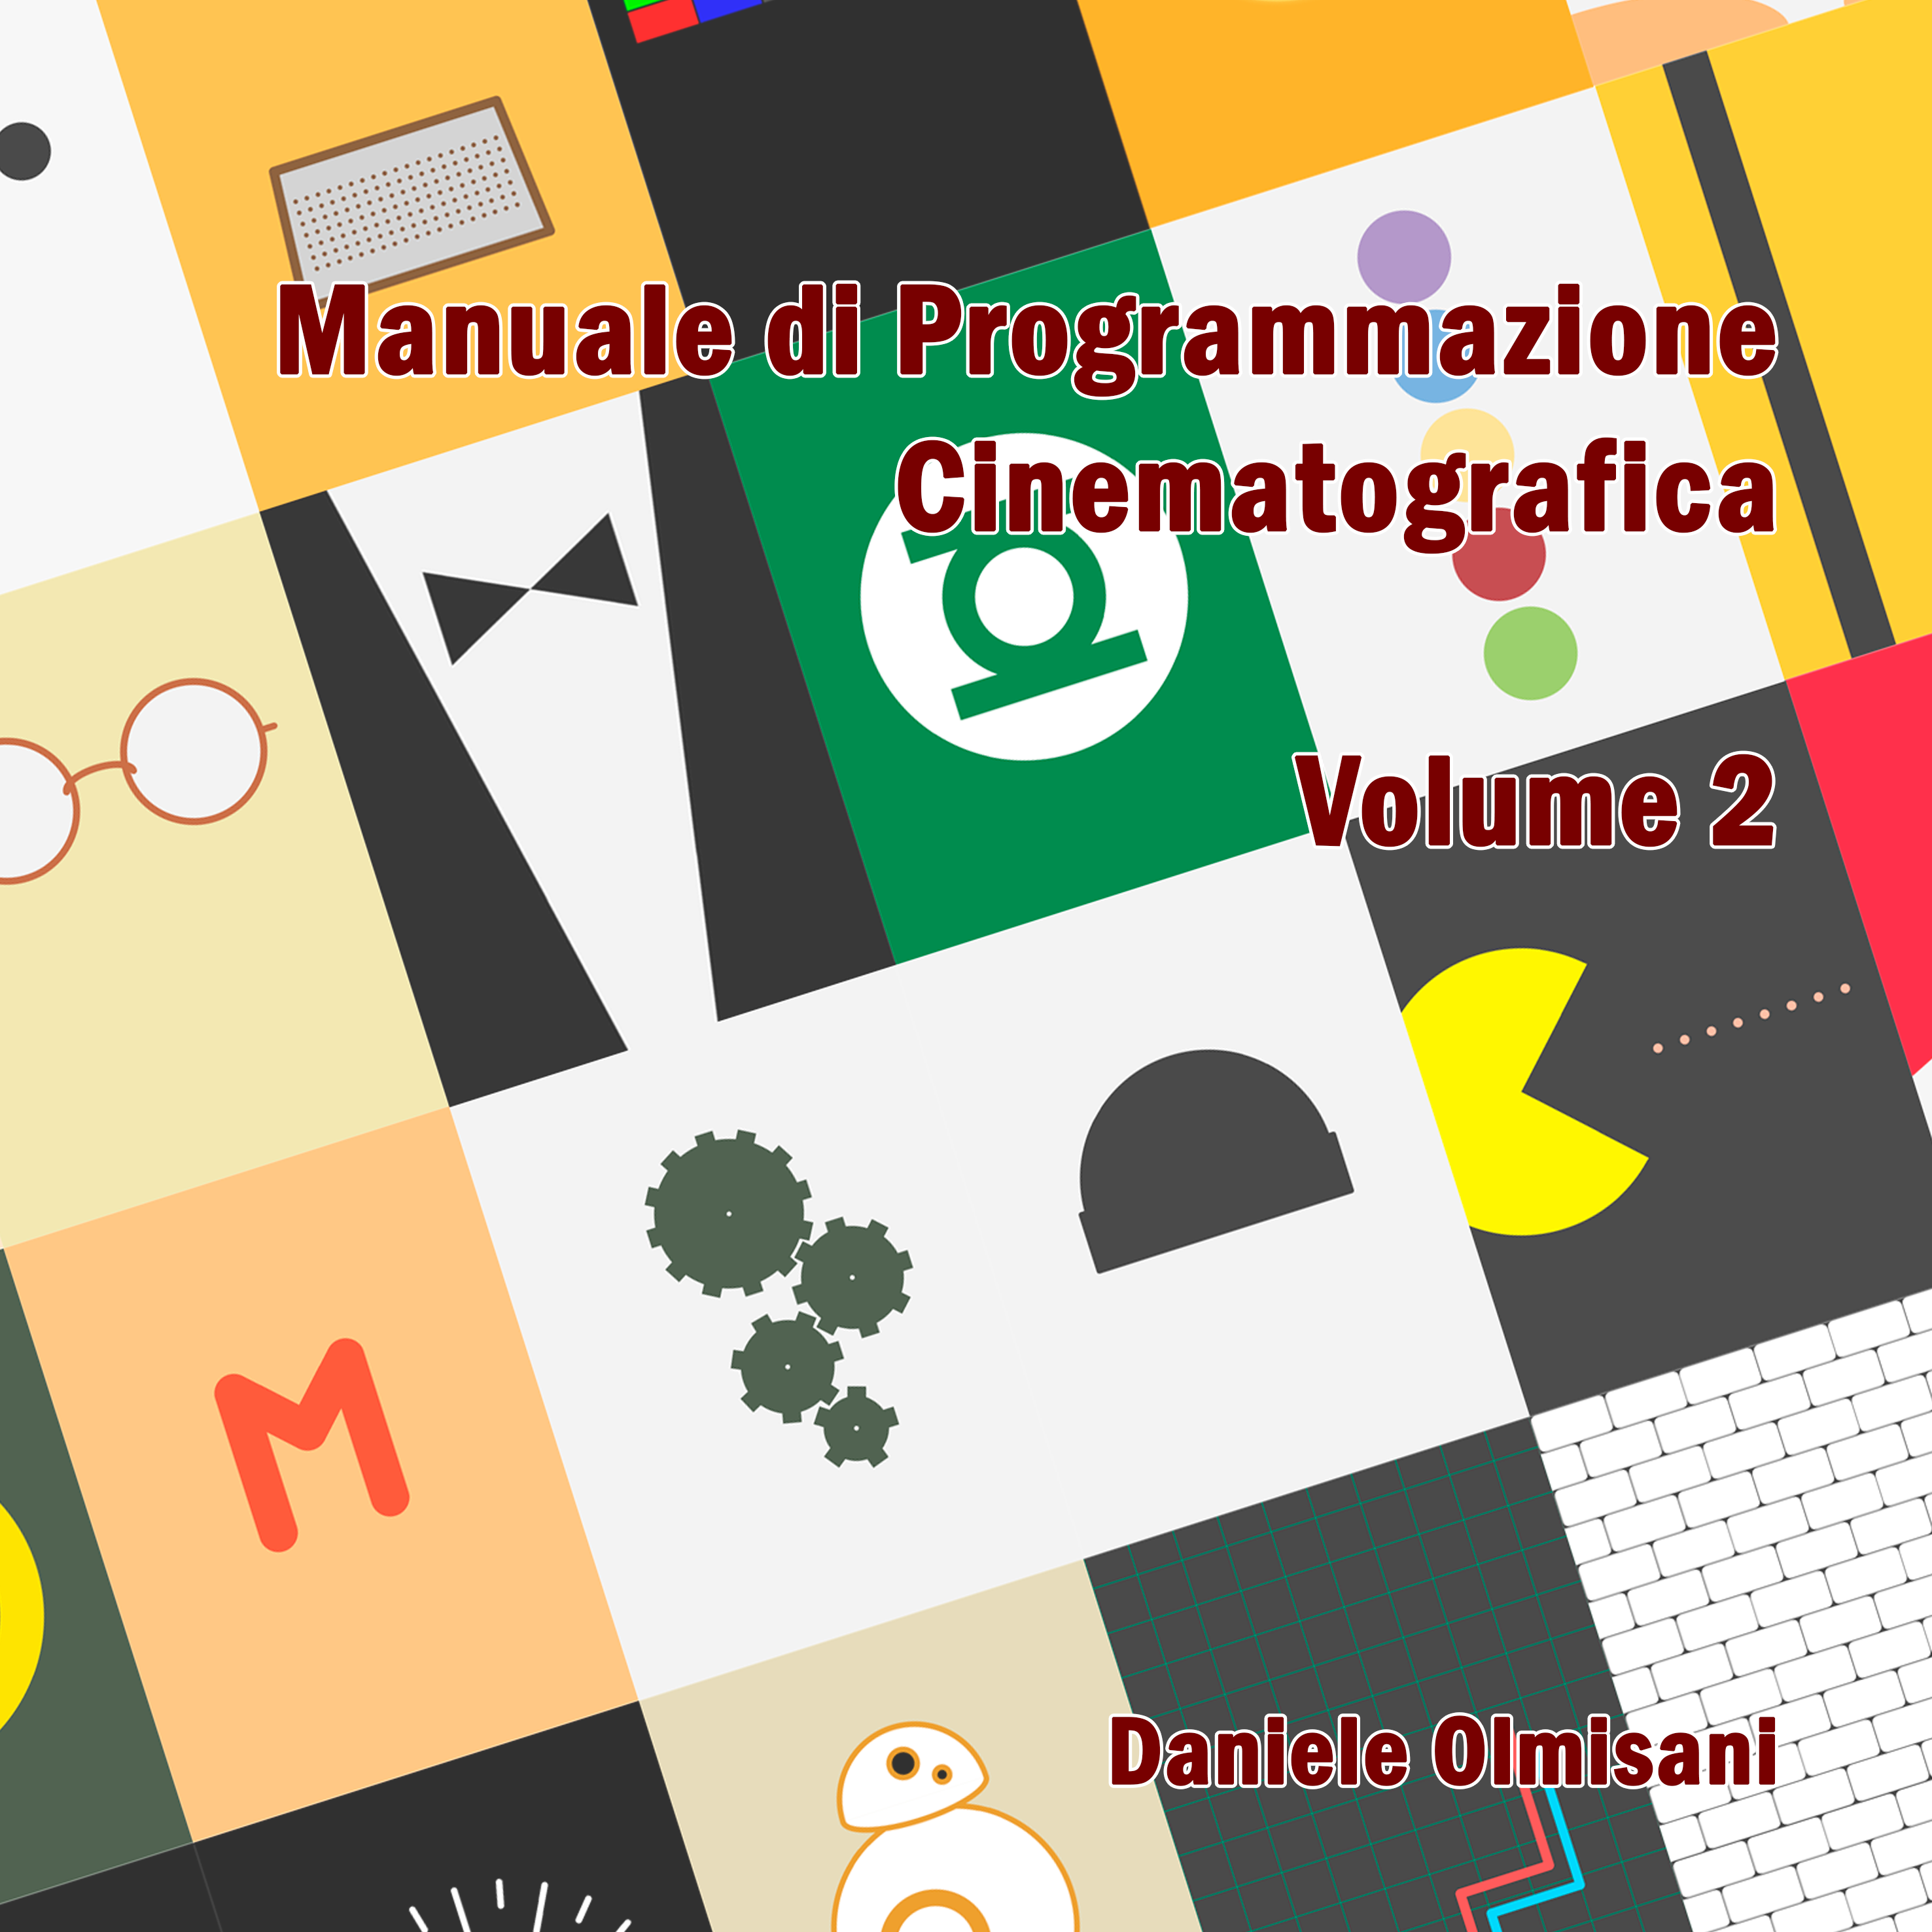 Manuale di Programmazione
Cinematografica
Volume 2
M
Daniele Olmisani